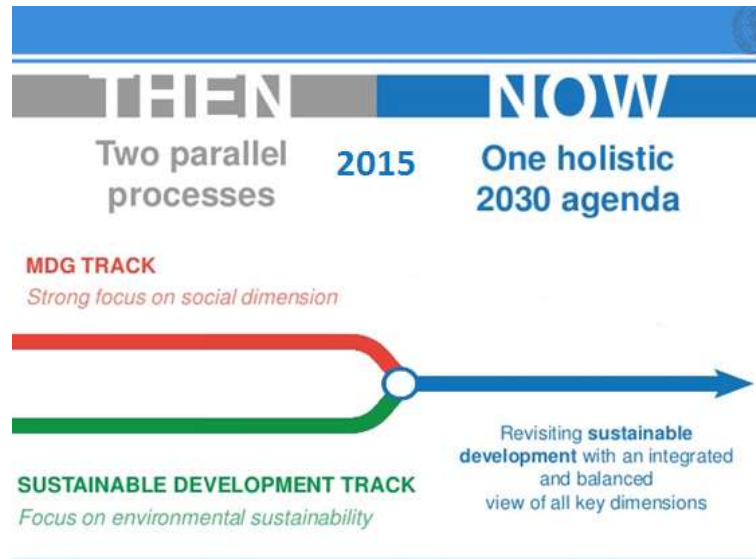 THEN
NOW
Two parallel
processes
2015
One holistic
2030 agenda
MDG TRACK
Strong focus on social dimension
SUSTAINABLE DEVELOPMENT TRACK
Focus on environmental sustainability
Revisiting sustainable
development with an integrated
and balanced
view of all key dimensions